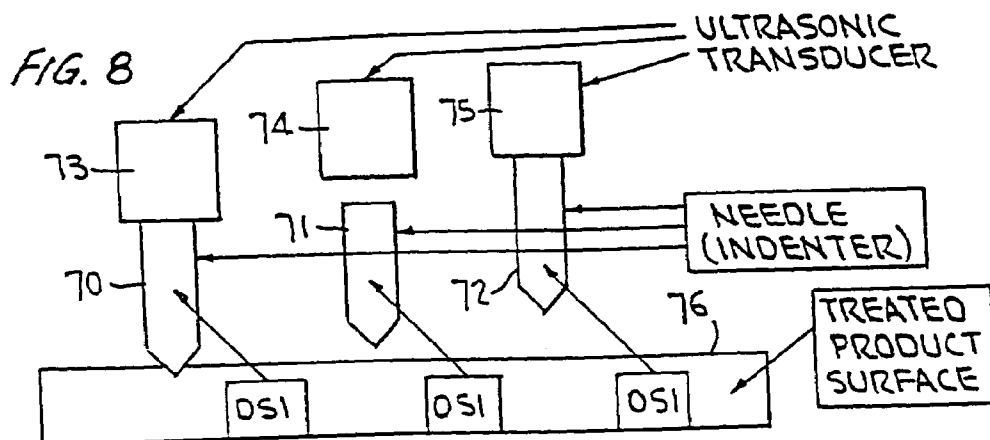 FIG. 8
ULTRASONIC
TRANSDUCER
73
74
75
70
71
72
NEEDLE
(INDENTER)
76
TREATED
PRODUCT
SURFACE
OSI
OSI
OSI